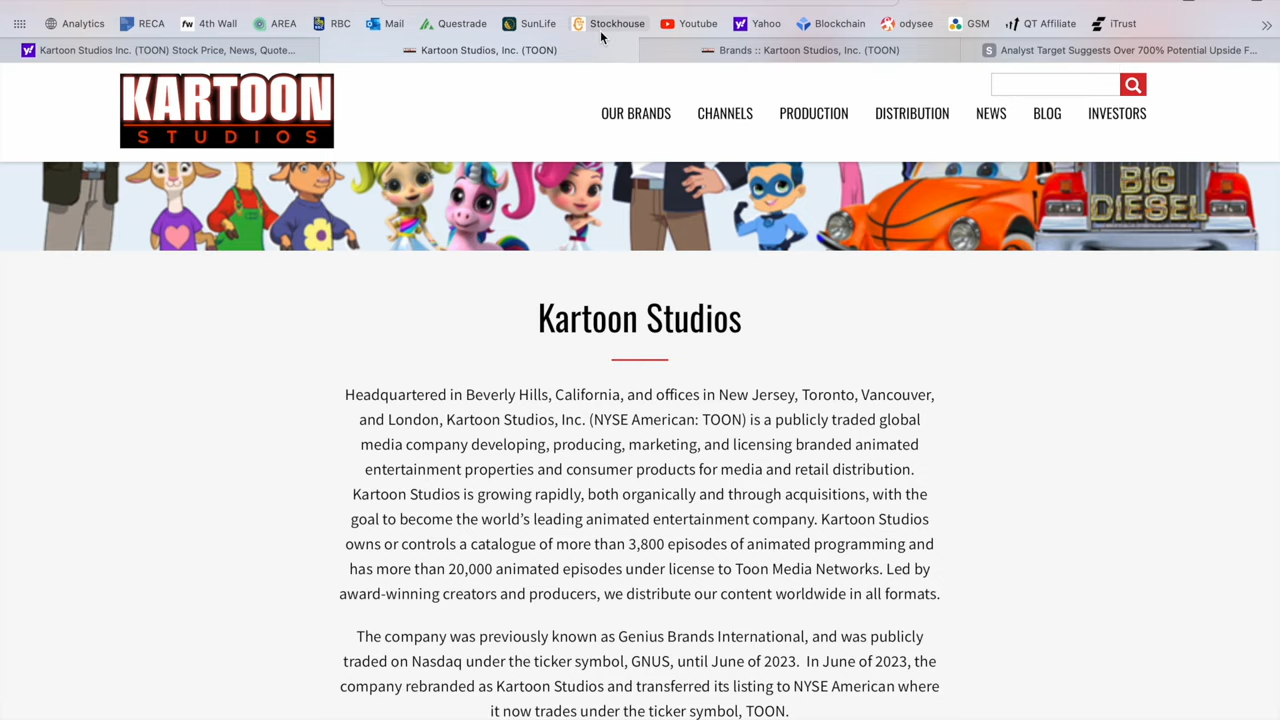 Analytics RECA 4th Wall AREA RBC Mail Questrade SunLife Stockhouse Youtube Yahoo Blockchain odysee GSM QT Affiliate iTrust
Kartoon Studios Inc. (TOON) Stock Price, News, Quote... Kartoon Studios, Inc. (TOON) Brands :: Kartoon Studios, Inc. (TOON) Analyst Target Suggests Over 700% Potential Upside F...
KARTOON
STUDIOS
OUR BRANDS CHANNELS PRODUCTION DISTRIBUTION NEWS BLOG INVESTORS
BIG
DIESEL
Kartoon Studios
Headquartered in Beverly Hills, California, and offices in New Jersey, Toronto, Vancouver,
and London, Kartoon Studios, Inc. (NYSE American: TOON) is a publicly traded global
media company developing, producing, marketing, and licensing branded animated
entertainment properties and consumer products for media and retail distribution.
Kartoon Studios is growing rapidly, both organically and through acquisitions, with the
goal to become the world's leading animated entertainment company. Kartoon Studios
owns or controls a catalogue of more than 3,800 episodes of animated programming and
has more than 20,000 animated episodes under license to Toon Media Networks. Led by
award-winning creators and producers, we distribute our content worldwide in all formats.
The company was previously known as Genius Brands International, and was publicly
traded on Nasdaq under the ticker symbol, GNUS, until June of 2023. In June of 2023, the
company rebranded as Kartoon Studios and transferred its listing to NYSE American where
it now trades under the ticker symbol, TOON.